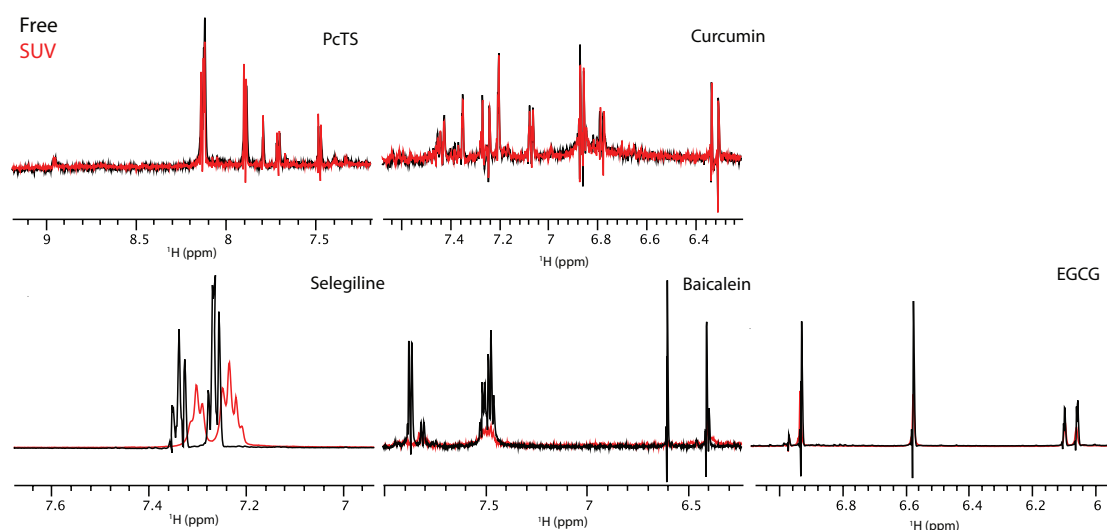 Free
SUV
PcTS
Curcumin
9 8.5 8 7.5
¹H (ppm)
7.4 7.2 7 6.8 6.6 6.4
¹H (ppm)
Selegiline
Baicalein
EGCG
7.6 7.4 7.2 7
¹H (ppm)
7.5 7 6.5
¹H (ppm)
6.8 6.6 6.4 6.2 6
¹H (ppm)